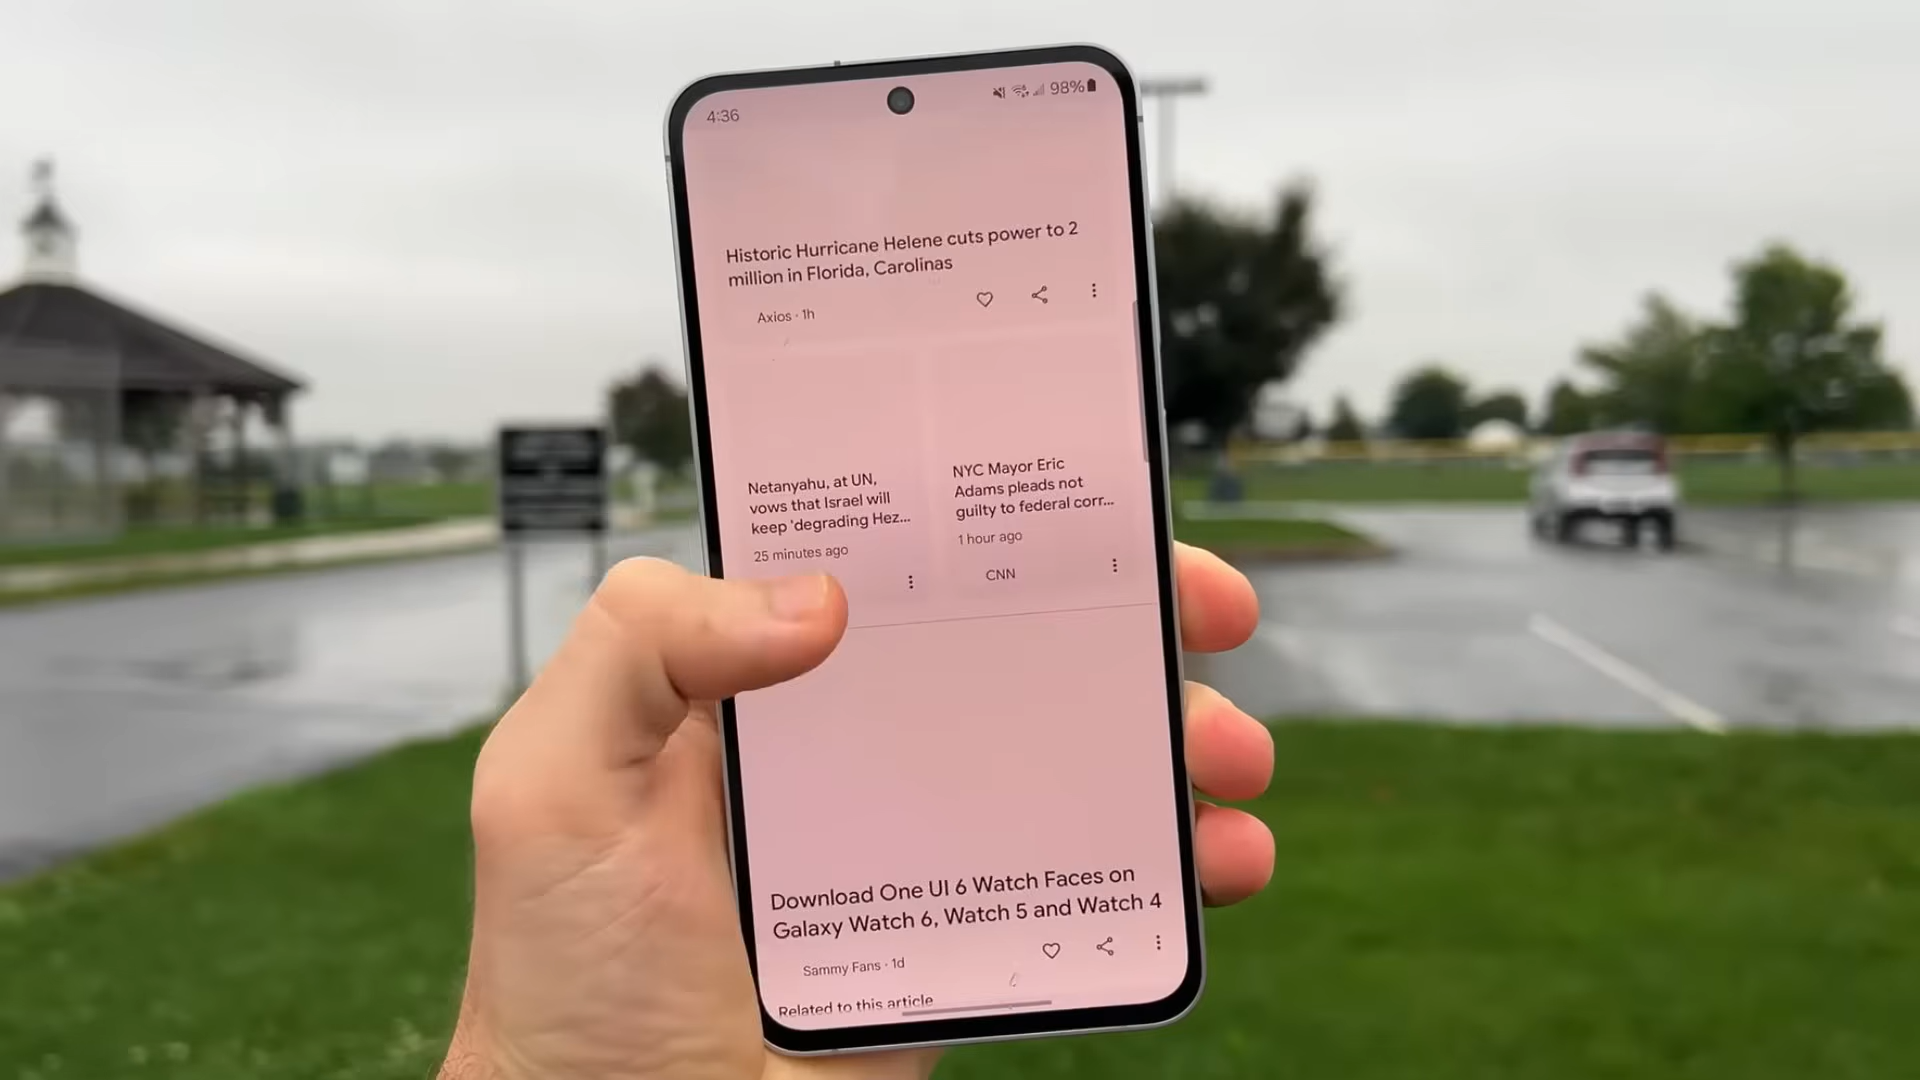 4:36
98%
Historic Hurricane Helene cuts power to 2
million in Florida, Carolinas
Axios · 1h
Netanyahu, at UN,
vows that Israel will
keep 'degrading Hez...
25 minutes ago
NYC Mayor Eric
Adams pleads not
guilty to federal corr...
1 hour ago
CNN
Download One UI 6 Watch Faces on
Galaxy Watch 6, Watch 5 and Watch 4
Sammy Fans · 1d
Related to this article